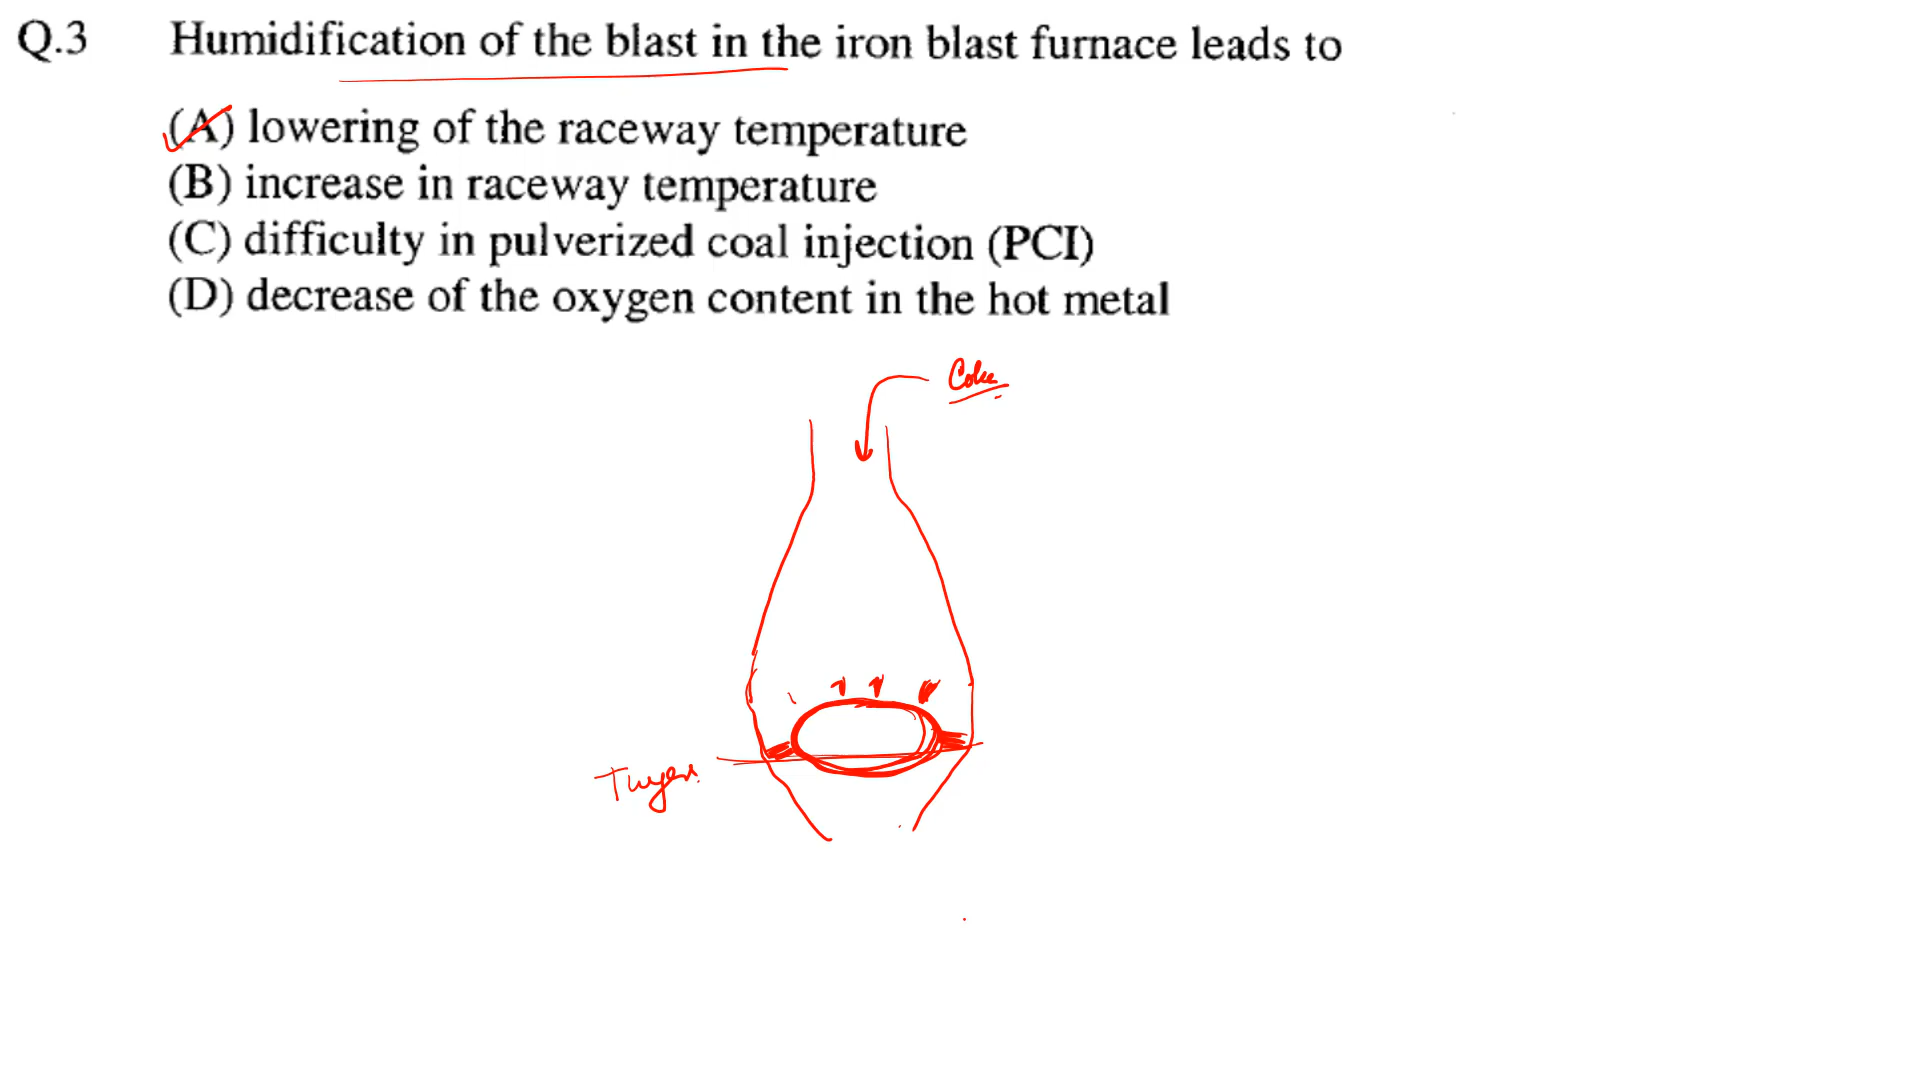 Q.3 Humidification of the blast in the iron blast furnace leads to
(A) lowering of the raceway temperature
(B) increase in raceway temperature
(C) difficulty in pulverized coal injection (PCI)
(D) decrease of the oxygen content in the hot metal
Coke